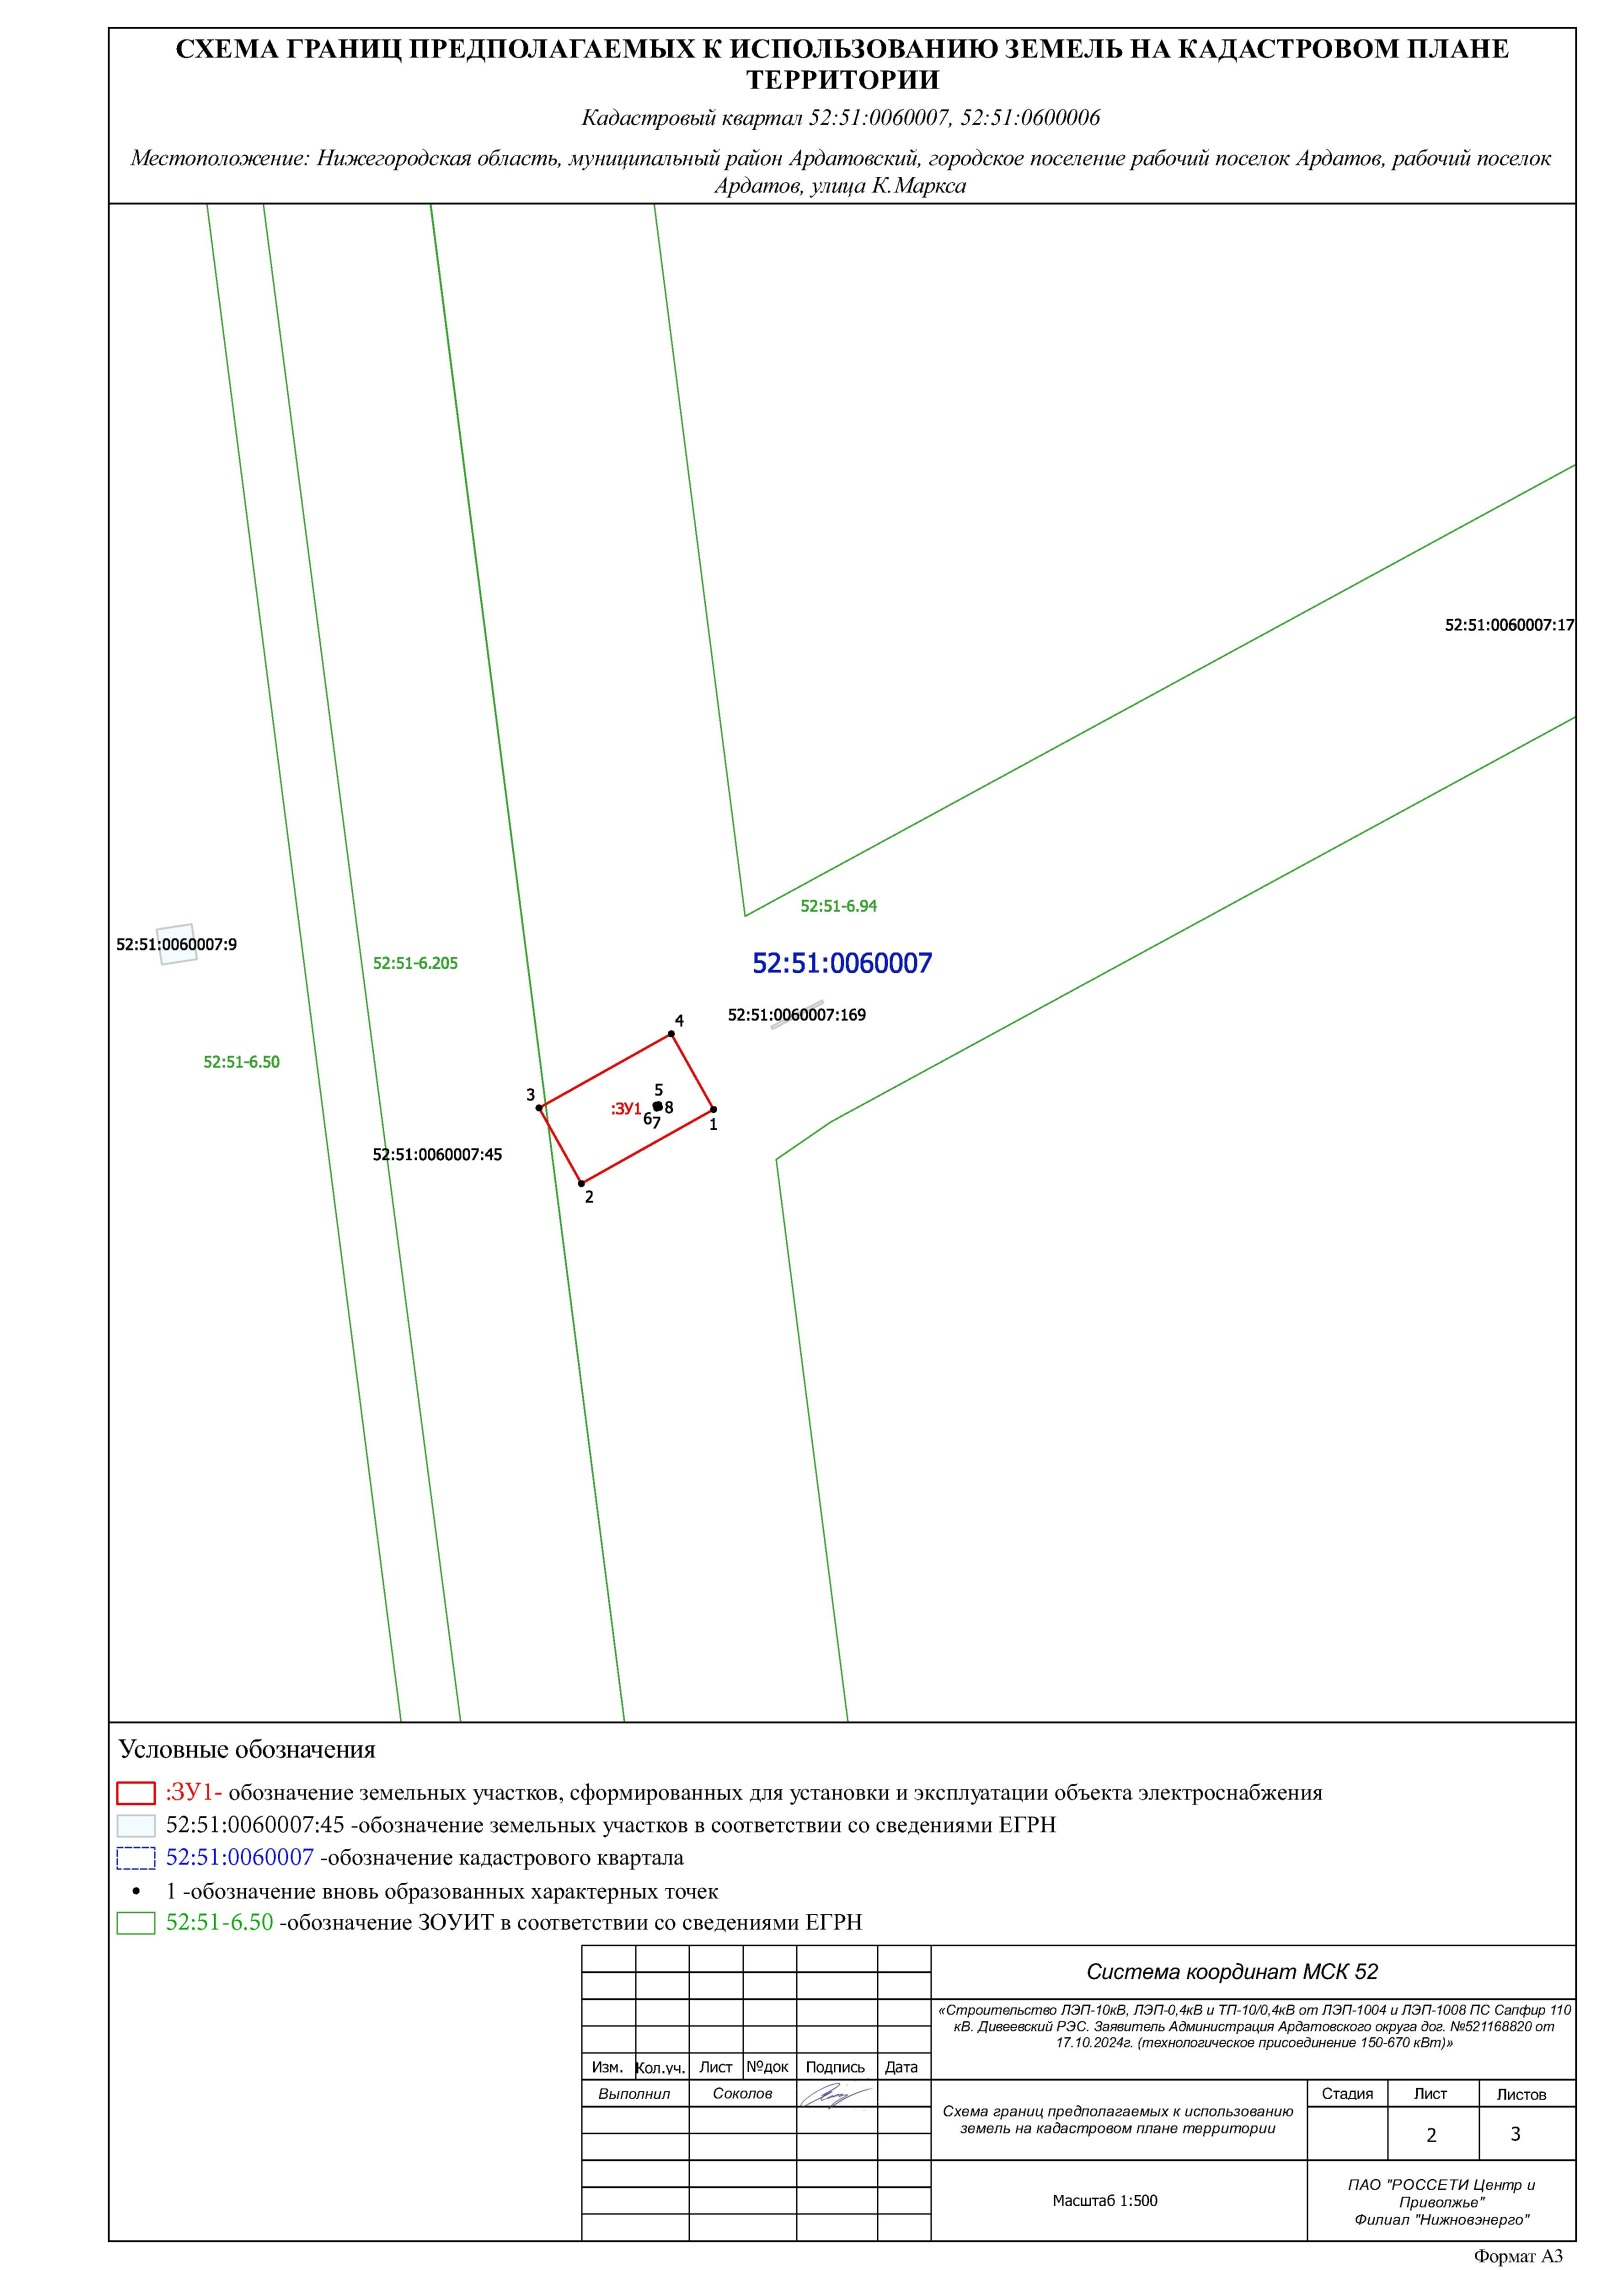 СХЕМА ГРАНИЦ ПРЕДПОЛАГАЕМЫХ К ИСПОЛЬЗОВАНИЮ ЗЕМЕЛЬ НА КАДАСТРОВОМ ПЛАНЕ
ТЕРРИТОРИИ
Кадастровый квартал 52:51:0060007, 52:51:0600006
Местоположение: Нижегородская область, муниципальный район Ардатовский, городское поселение рабочий поселок Ардатов, рабочий поселок
Ардатов, улица К.Маркса
52:51:0060007:17
52:51-6.94
52:51:0060007:9
52:51-6.205
52:51:0060007
52:51:0060007:169
4
52:51-6.50
3
5
:ЗУ1
8
6
7
1
52:51:0060007:45
2
Условные обозначения
:ЗУ1- обозначение земельных участков, сформированных для установки и эксплуатации объекта электроснабжения
52:51:0060007:45 -обозначение земельных участков в соответствии со сведениями ЕГРН
52:51:0060007 -обозначение кадастрового квартала
1 -обозначение вновь образованных характерных точек
52:51-6.50 -обозначение ЗОУИТ в соответствии со сведениями ЕГРН
Система координат МСК 52
«Строительство ЛЭП-10кВ, ЛЭП-0,4кВ и ТП-10/0,4кВ от ЛЭП-1004 и ЛЭП-1008 ПС Сапфир 110
кВ. Дивеевский РЭС. Заявитель Администрация Ардатовского округа дог. №521168820 от
17.10.2024г. (технологическое присоединение 150-670 кВт)»
Изм. Кол.уч. Лист №док Подпись Дата
Выполнил Соколов
Схема границ предполагаемых к использованию
земель на кадастровом плане территории
Стадия Лист Листов
2 3
Масштаб 1:500
ПАО "РОССЕТИ Центр и
Приволжье"
Филиал "Нижновэнерго"
Формат А3